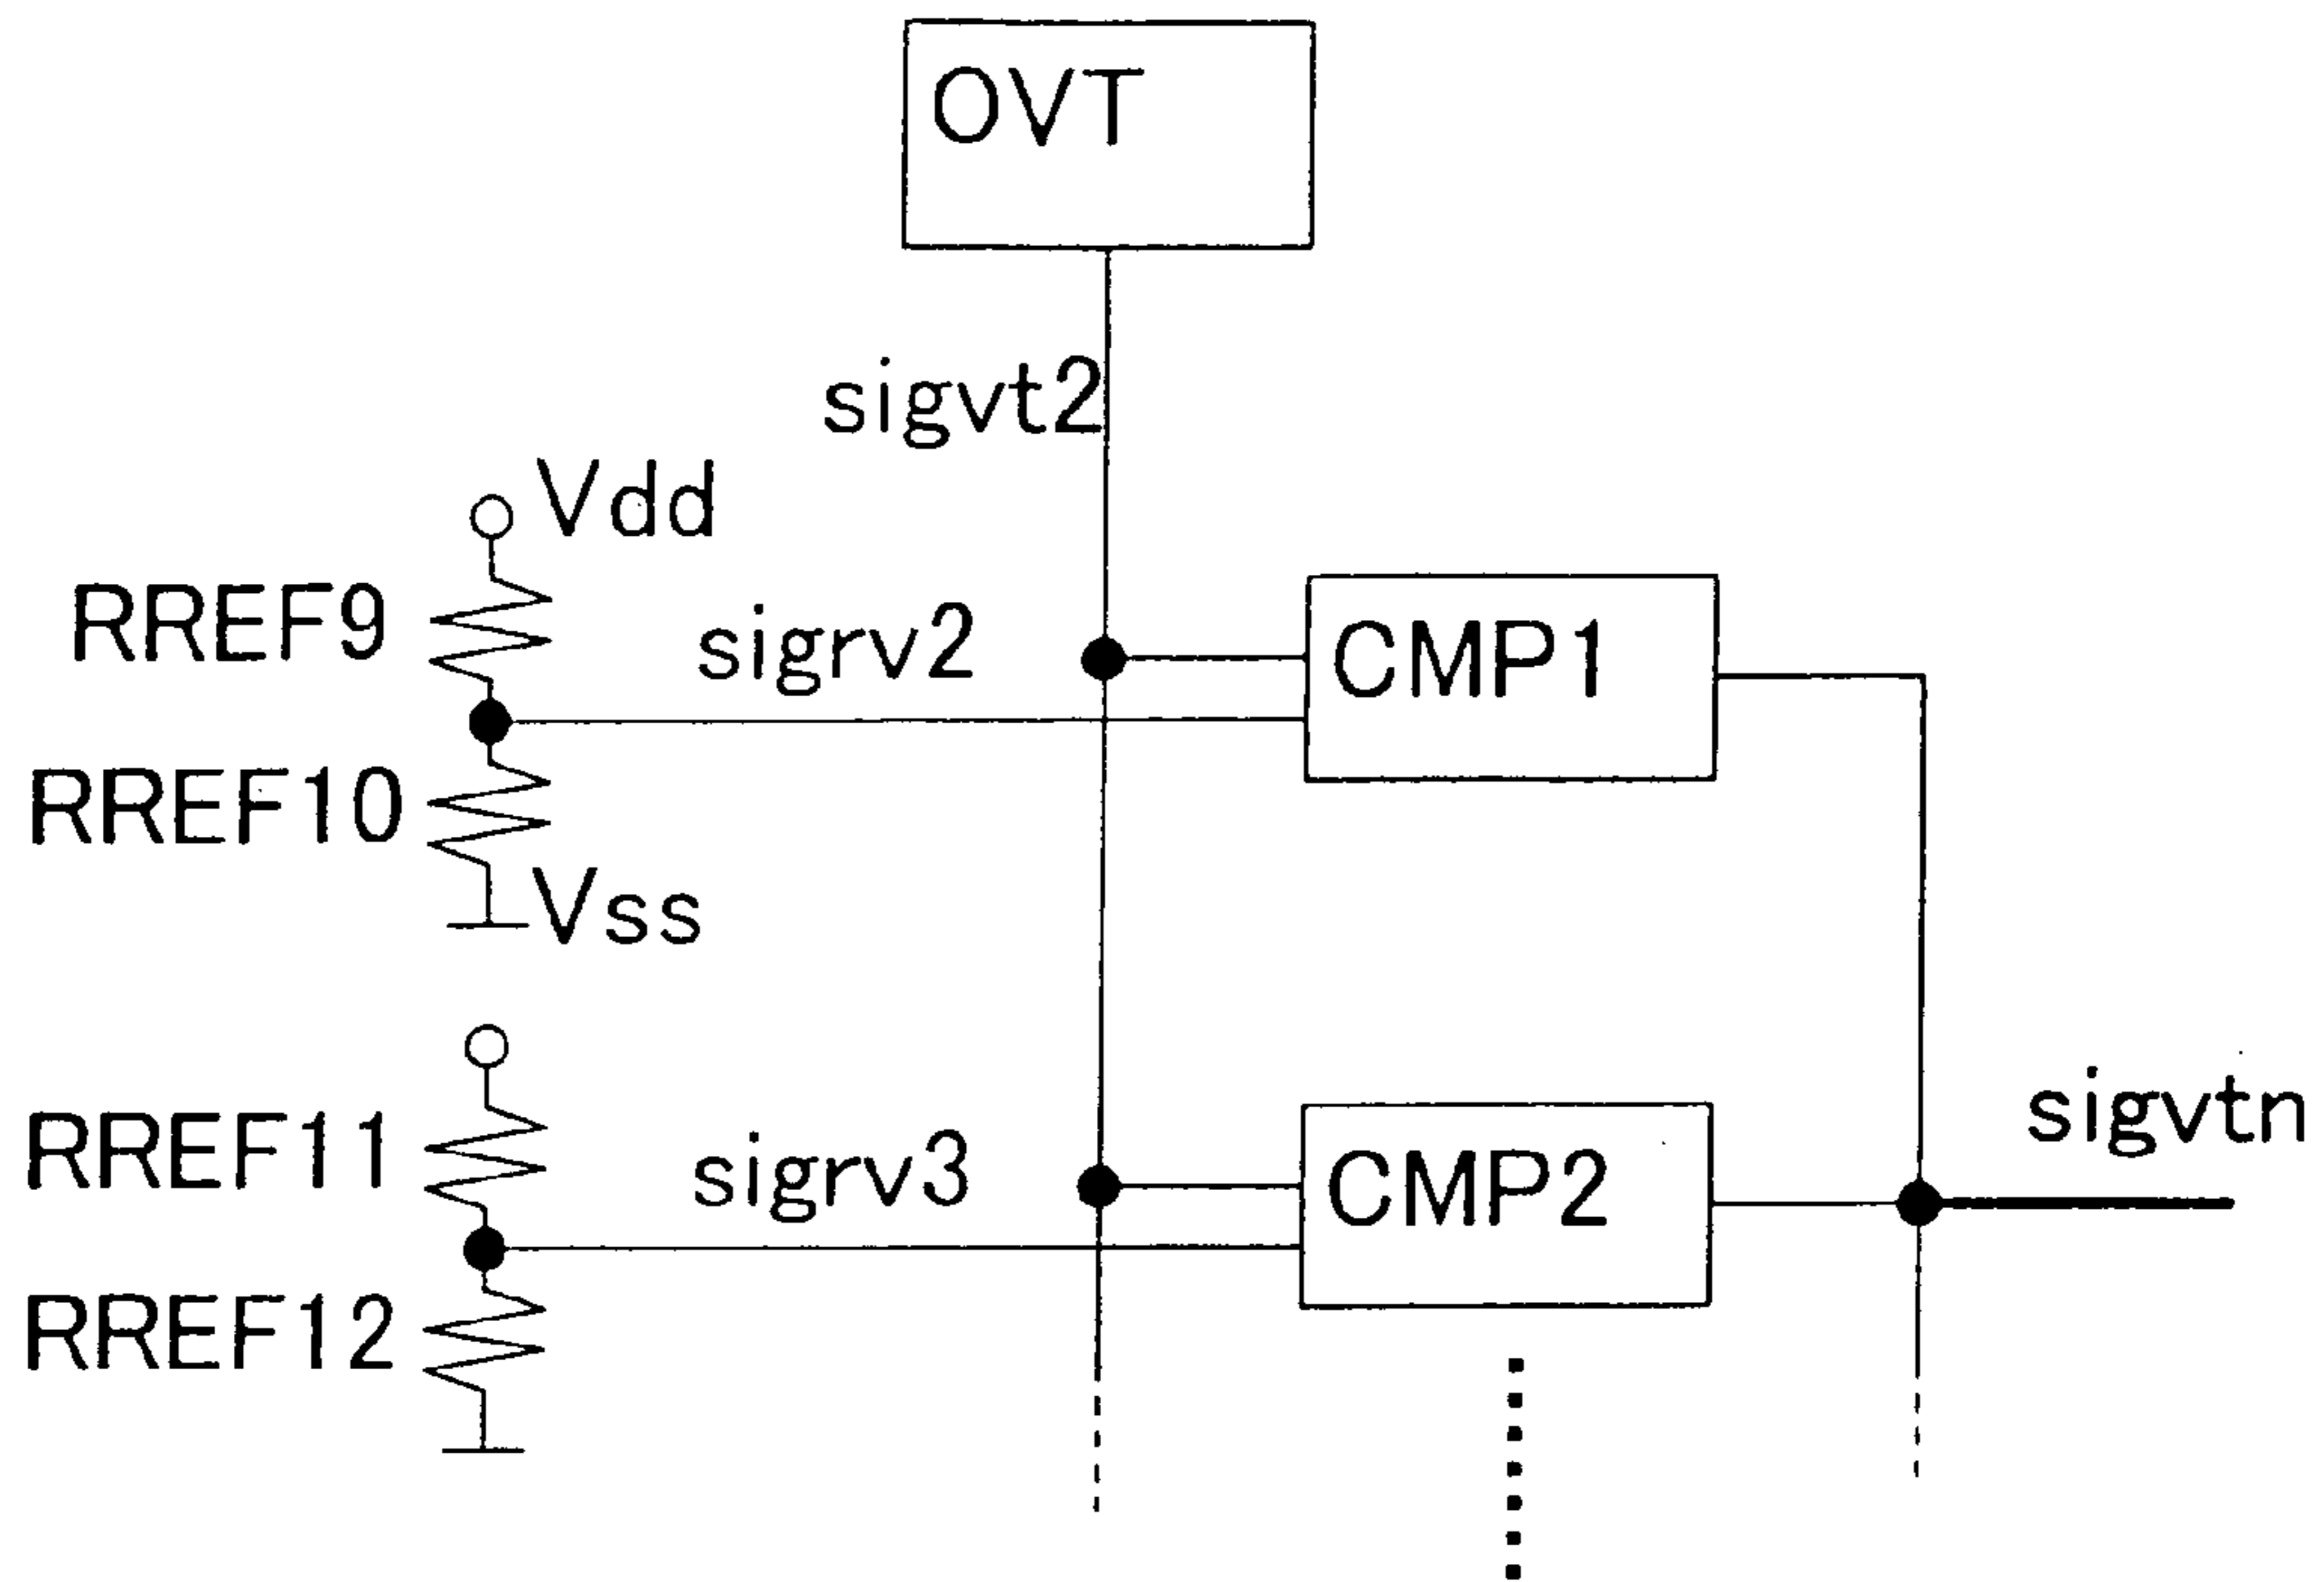 OVT
sigvt2
Vdd
RREF9
sigrv2
CMP1
RREF10
Vss
sigvtn
RREF11
sigrv3
CMP2
RREF12